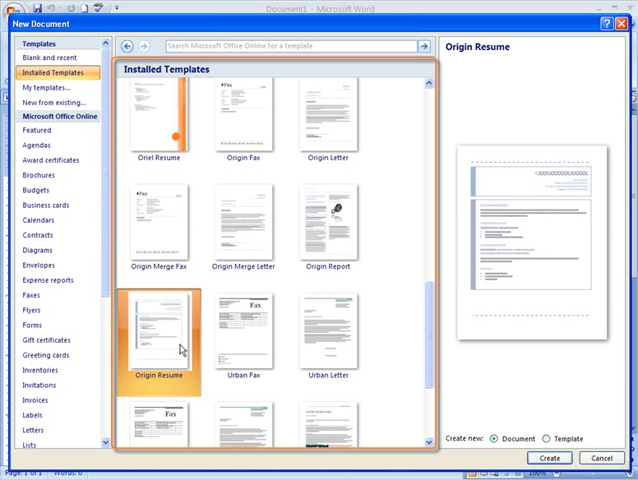 Document1 - Microsoft Word
New Document
Templates
Blank and recent
Installed Templates
My templates...
New from existing...
Microsoft Office Online
Featured
Agendas
Award certificates
Brochures
Budgets
Business cards
Calendars
Contracts
Diagrams
Envelopes
Expense reports
Faxes
Flyers
Forms
Gift certificates
Greeting cards
Inventories
Invitations
Invoices
Labels
Letters
Lists
Search Microsoft Office Online for a template
Installed Templates
Fax
Oriel Resume
Origin Fax
Origin Letter
Fax
Origin Merge Fax
Origin Merge Letter
Origin Report
Fax
Origin Resume
Urban Fax
Urban Letter
Fax
Origin Resume
Create new:
Document
Template
Create
Cancel
Page: 1 of 1
Words: 0
100%